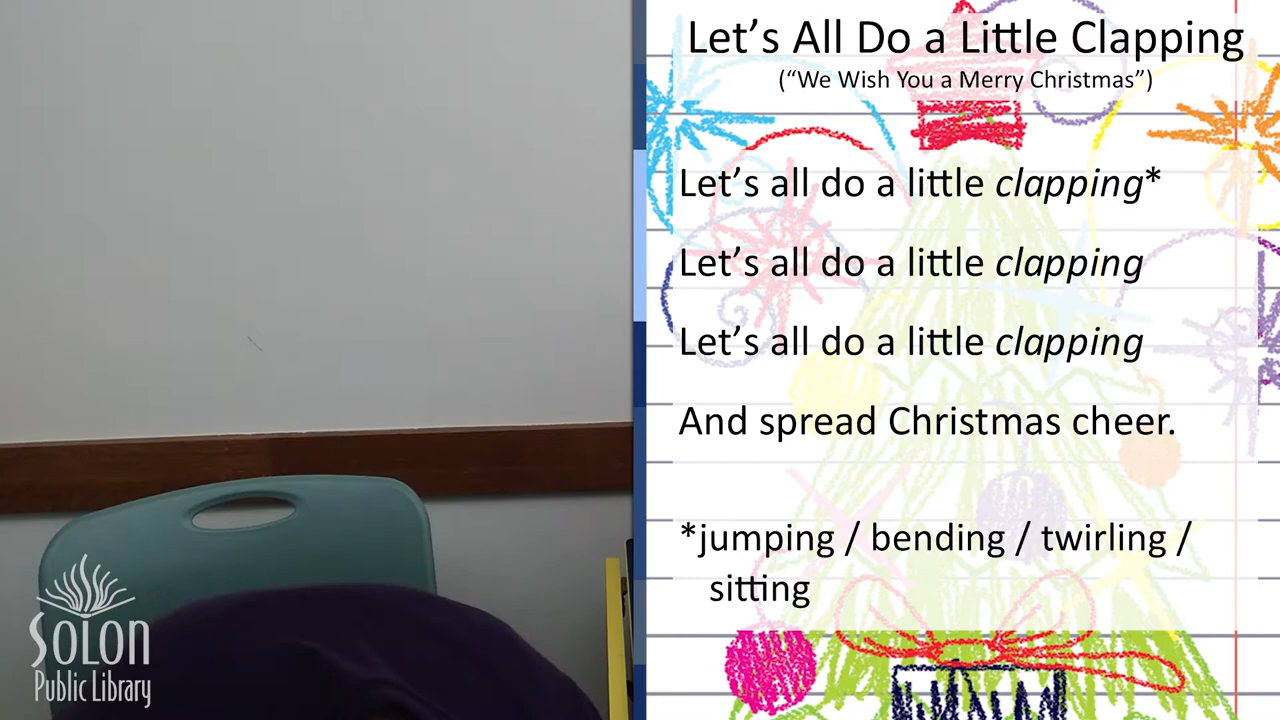 Let's All Do a Little Clapping
(“We Wish You a Merry Christmas”)
Let's all do a little clapping*
Let's all do a little clapping
Let's all do a little clapping
And spread Christmas cheer.
*jumping / bending / twirling /
sitting
SOLON
Public Library